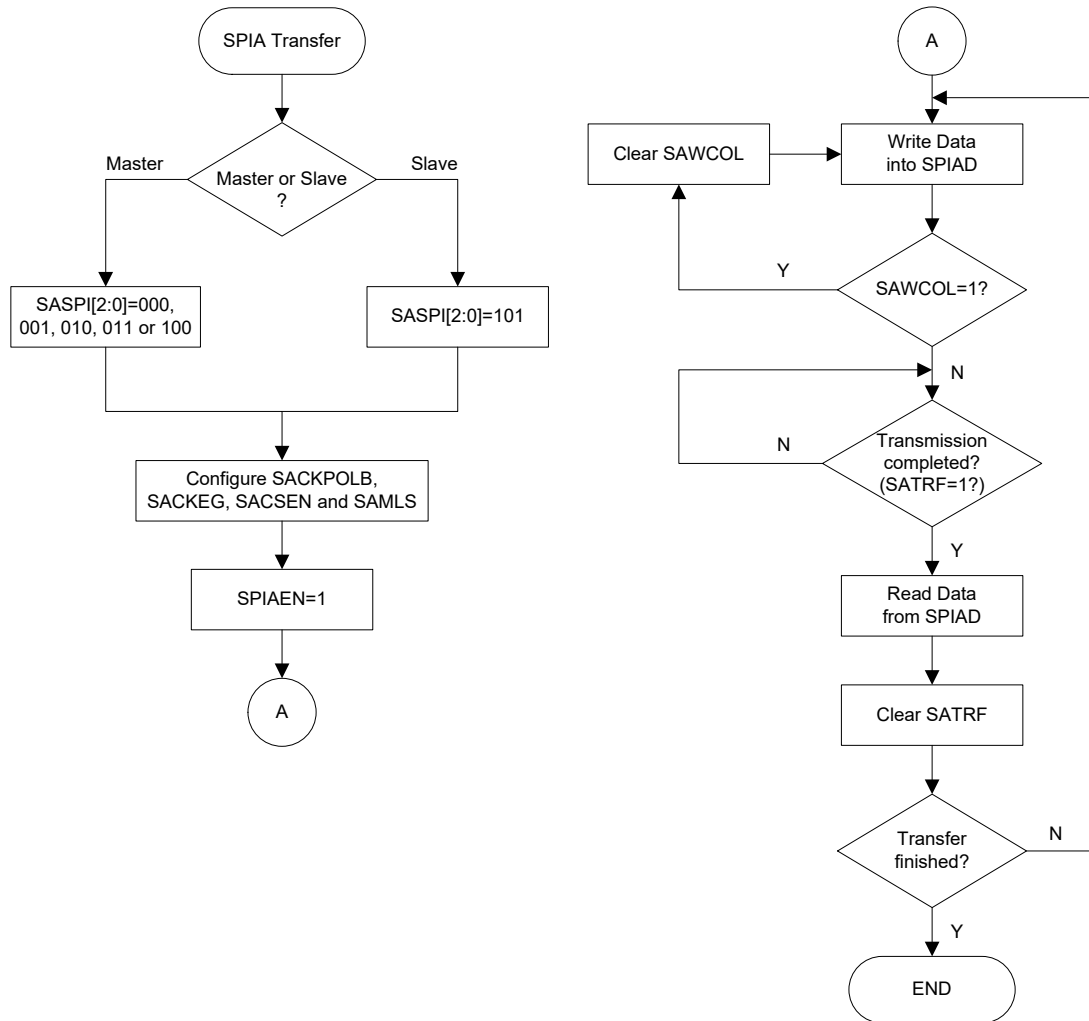 SPIA Transfer
Master
Slave
Master or Slave
?
SASPI[2:0]=000,
001, 010, 011 or 100
SASPI[2:0]=101
Configure SACKPOLB,
SACKEG, SACSEN and SAMLS
SPIAEN=1
A
A
Clear SAWCOL
Write Data
into SPIAD
Y
SAWCOL=1?
N
N
Transmission
completed?
(SATRF=1?)
Y
Read Data
from SPIAD
Clear SATRF
Transfer
finished?
N
Y
END